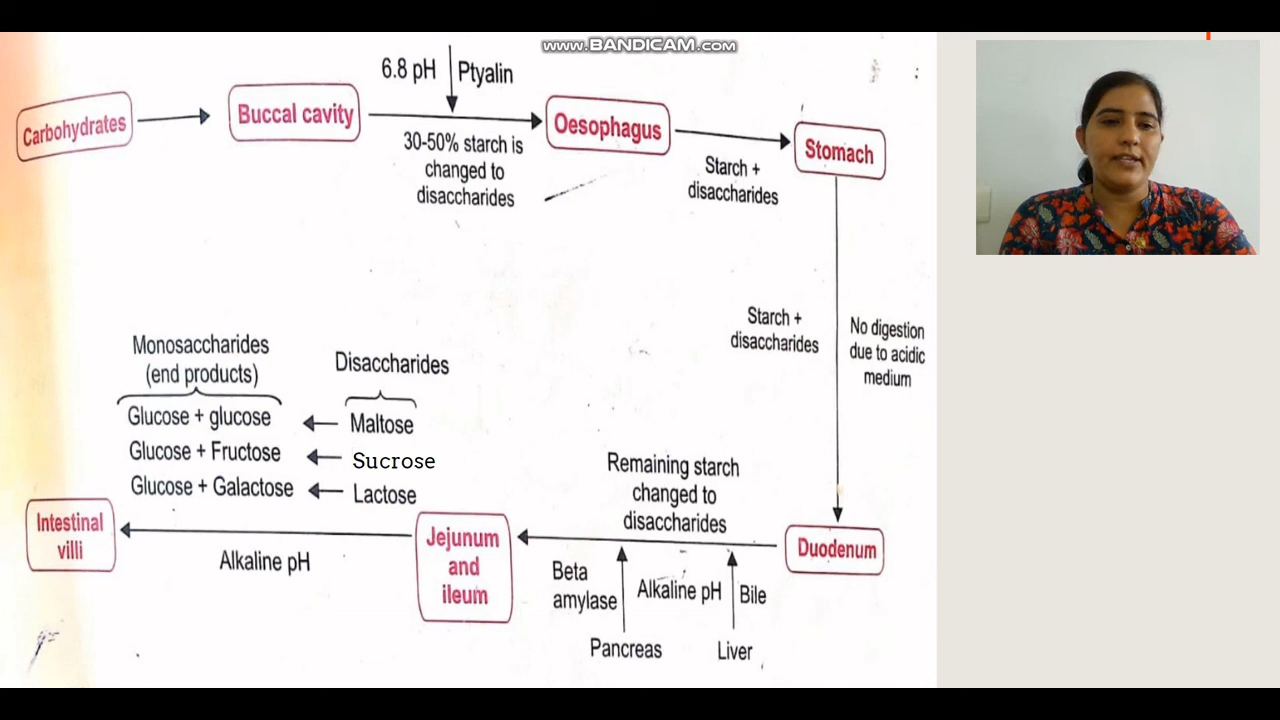 www.BANDICAM.com
6.8 pH
Ptyalin
Carbohydrates
Buccal cavity
Oesophagus
Stomach
30-50% starch is
changed to
disaccharides
Starch +
disaccharides
Starch +
disaccharides
No digestion
due to acidic
medium
Monosaccharides
(end products)
Disaccharides
Glucose + glucose
Maltose
Glucose + Fructose
Sucrose
Glucose + Galactose
Lactose
Remaining starch
changed to
disaccharides
Intestinal
villi
Alkaline pH
Jejunum
and
ileum
Duodenum
Beta
amylase
Alkaline pH
Bile
Pancreas
Liver